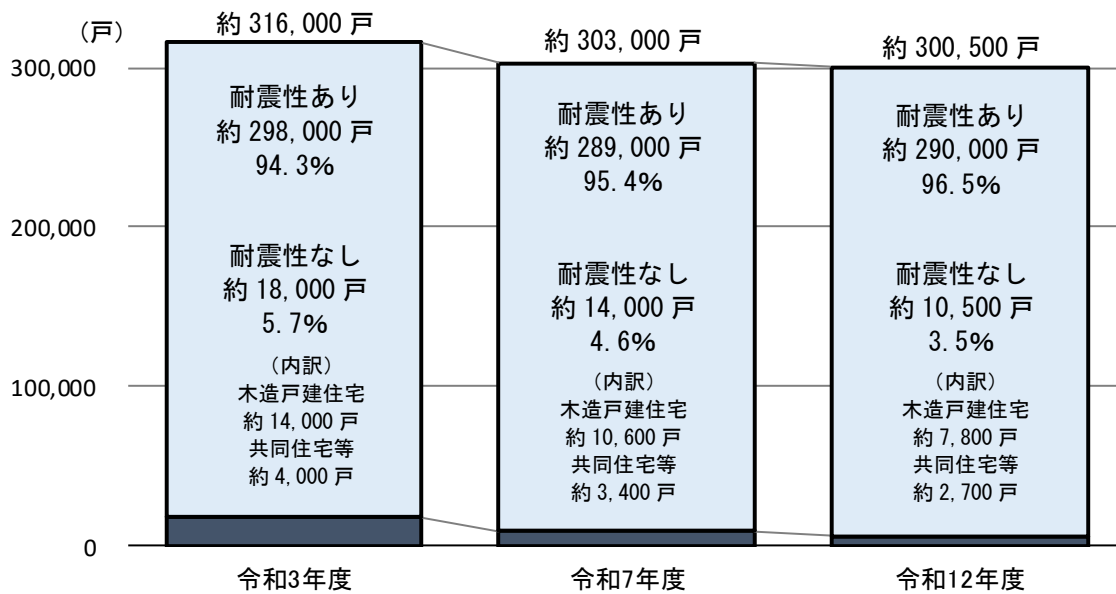 （戸）
300,000
200,000
100,000
0
約 316,000 戸
耐震性あり
約 298,000 戸
94.3%
耐震性なし
約 18,000 戸
5.7%
（内訳）
木造戸建住宅
約 14,000 戸
共同住宅等
約 4,000 戸
令和3年度
約 303,000 戸
耐震性あり
約 289,000 戸
95.4%
耐震性なし
約 14,000 戸
4.6%
（内訳）
木造戸建住宅
約 10,600 戸
共同住宅等
約 3,400 戸
令和7年度
約 300,500 戸
耐震性あり
約 290,000 戸
96.5%
耐震性なし
約 10,500 戸
3.5%
（内訳）
木造戸建住宅
約 7,800 戸
共同住宅等
約 2,700 戸
令和12年度